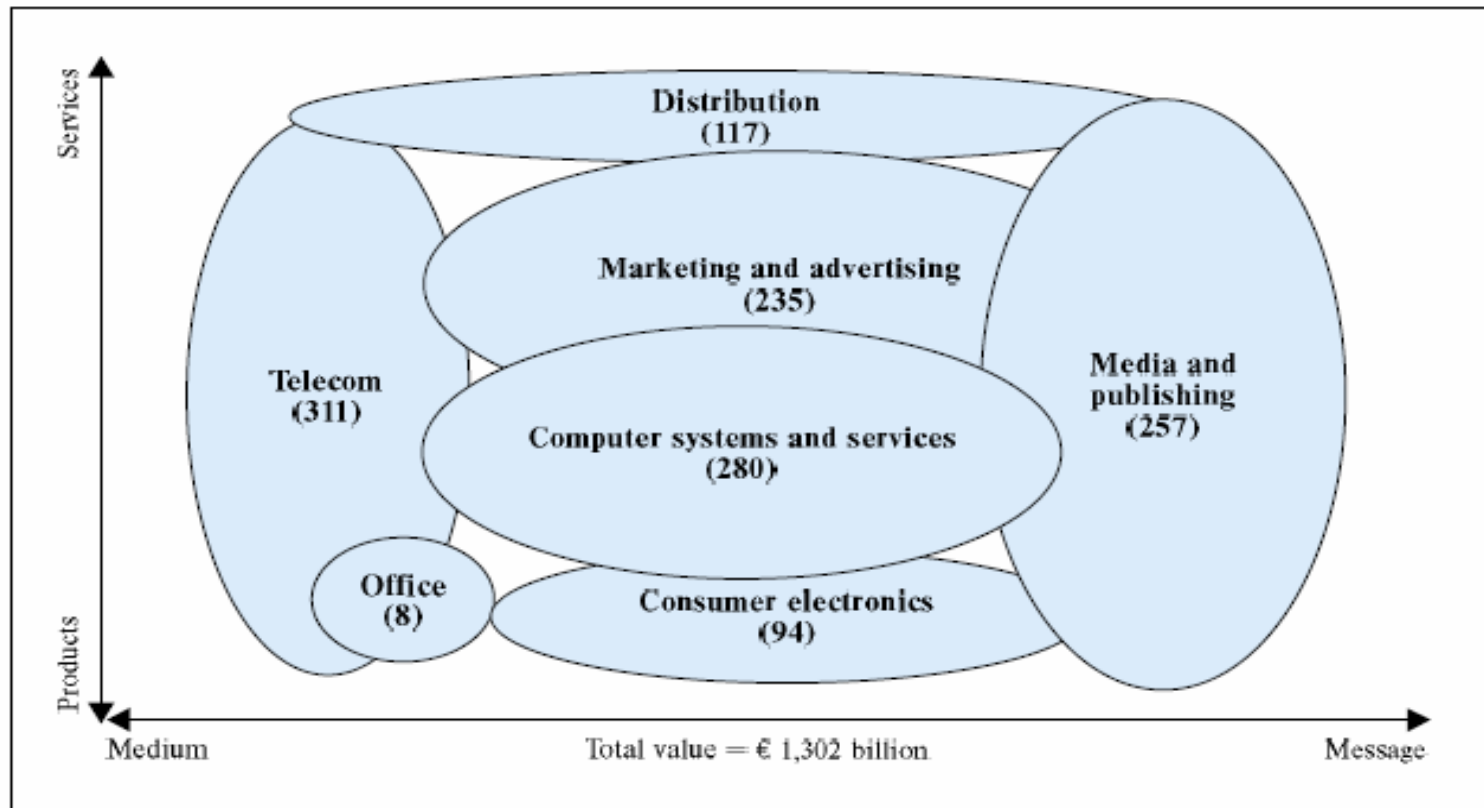 Services
Distribution
(117)
Marketing and advertising
(235)
Telecom
(311)
Media and
publishing
(257)
Computer systems and services
(280)
Office
(8)
Consumer electronics
(94)
Products
Medium
Total value = € 1,302 billion
Message